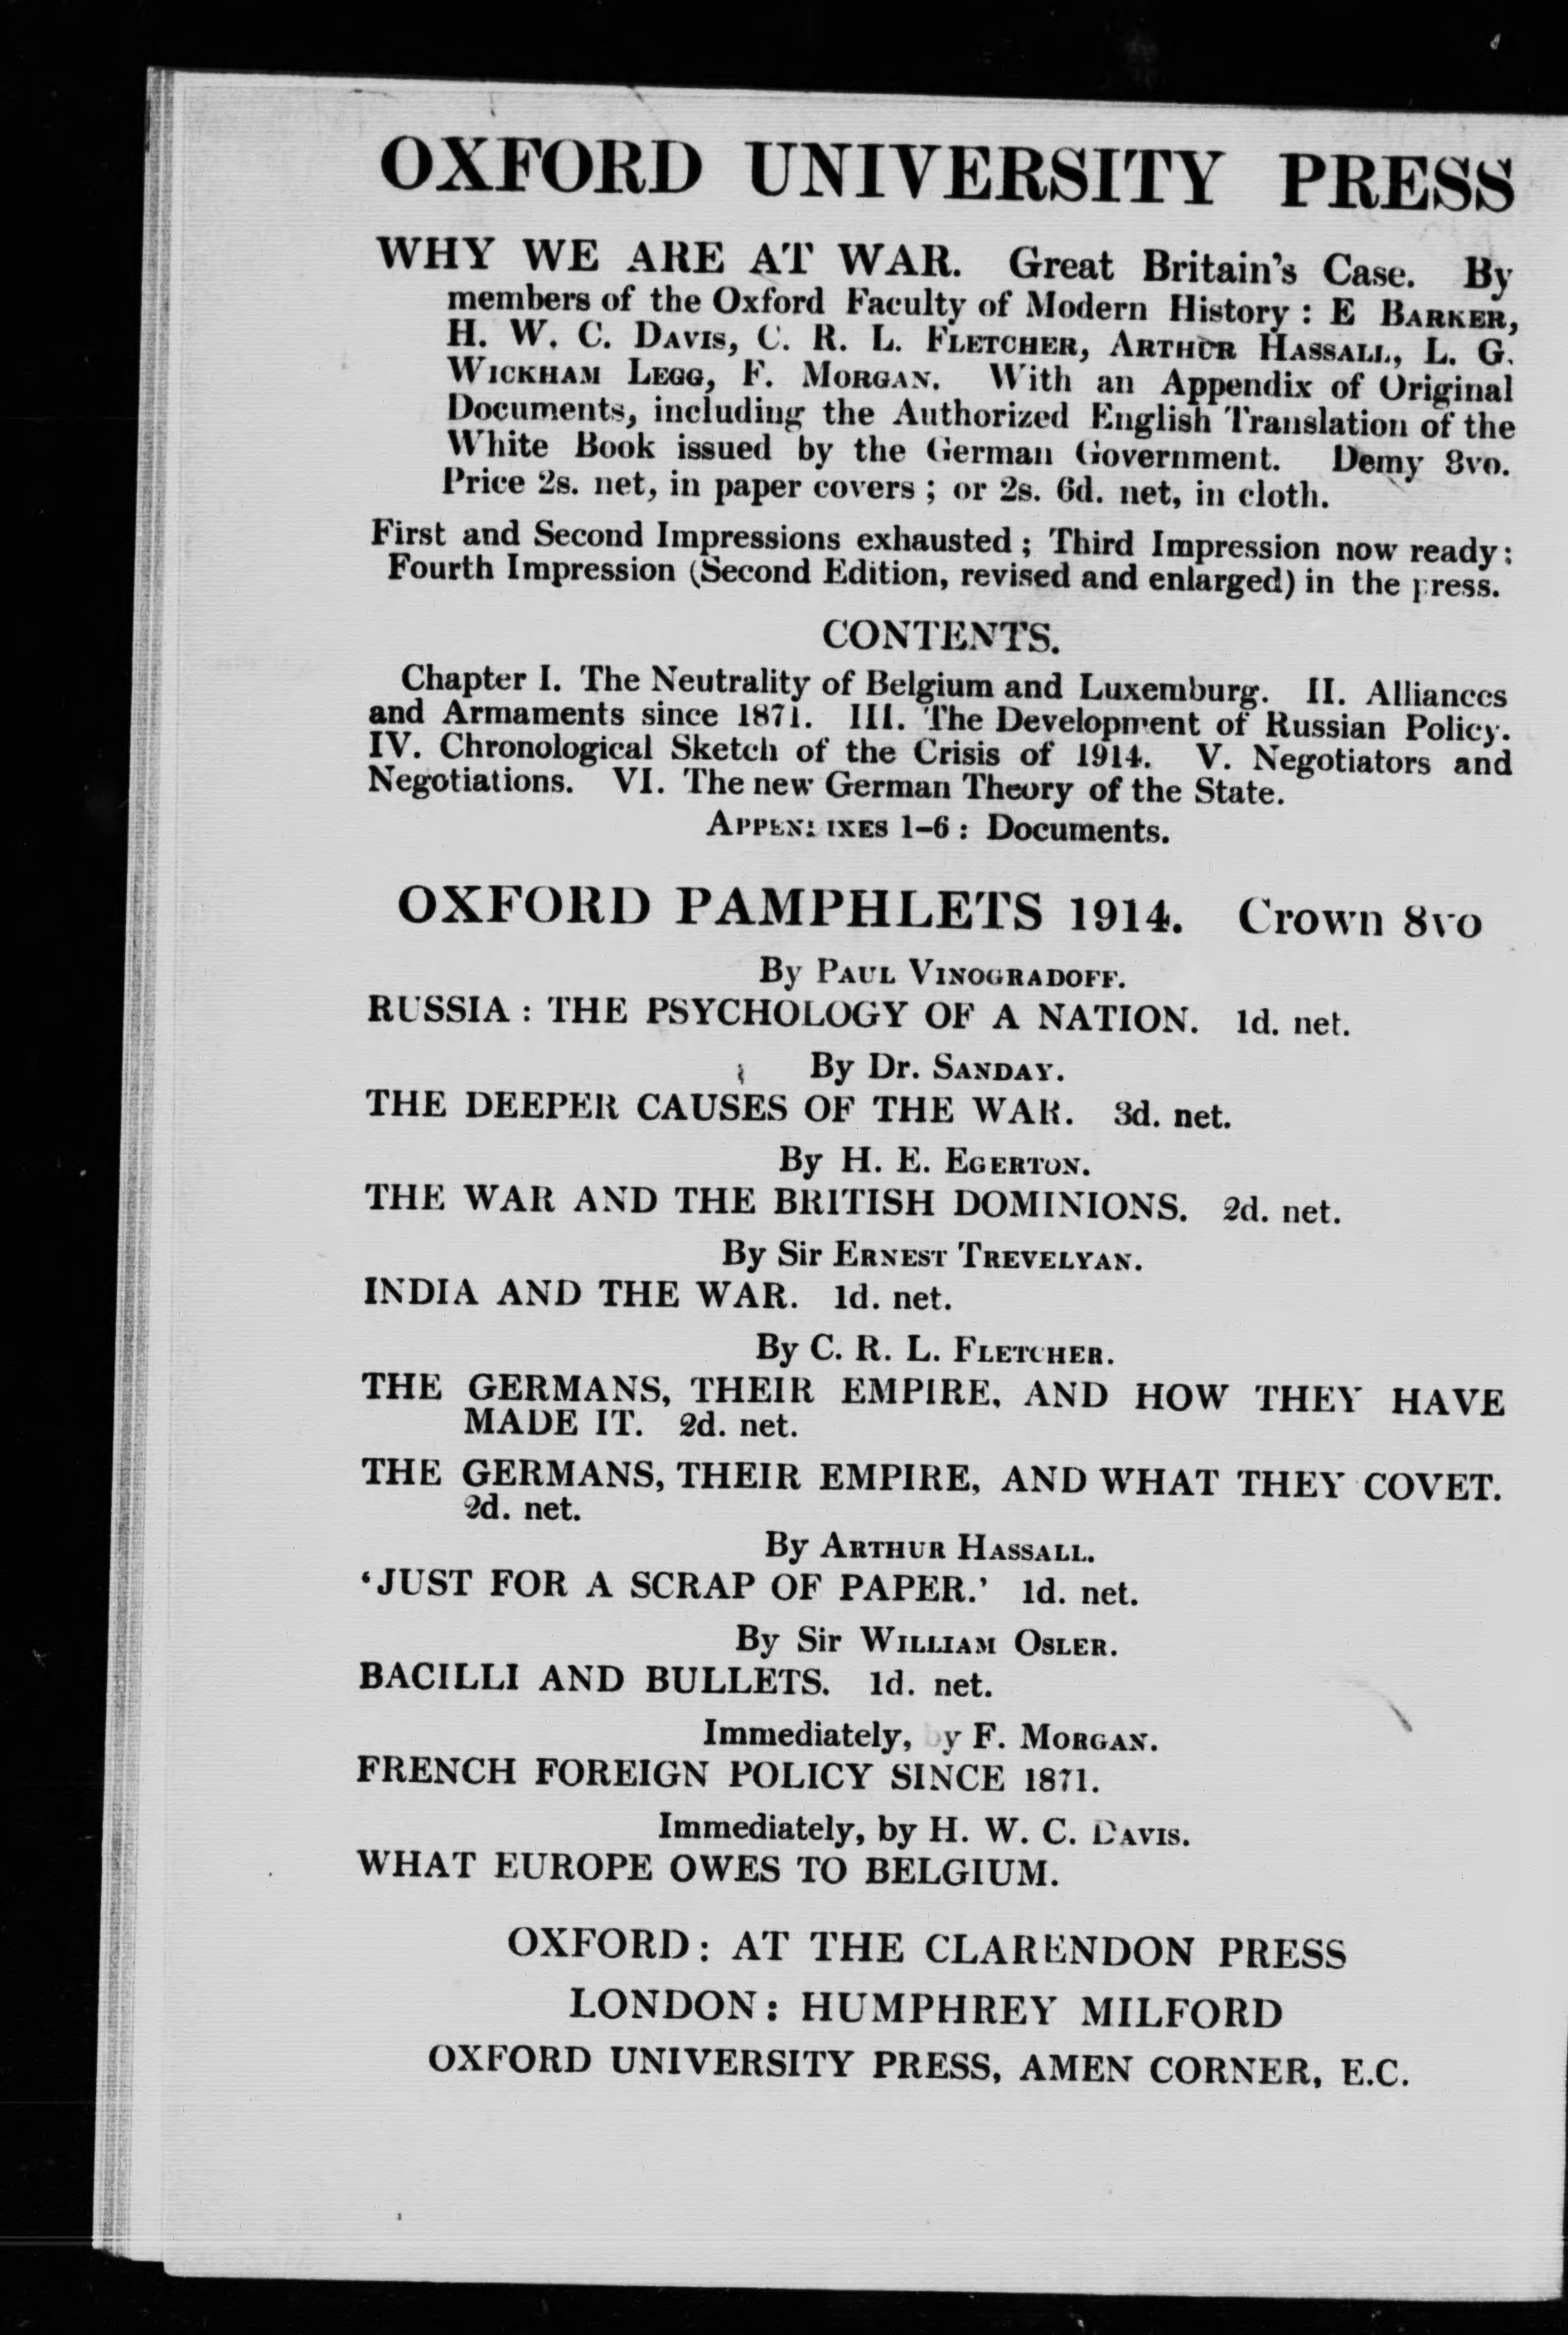 OXFORD UNIVERSITY PRESS
WHY WE ARE AT WAR. Great Britain's Case. By
members of the Oxford Faculty of Modern History : E BARKER,
H. W. C. DAVIS, C. R. L. FLETCHER, ARTHUR HASSALL, L. G.
WICKHAM LEGG, F. MORGAN. With an Appendix of Original
Documents, including the Authorized English Translation of the
White Book issued by the German Government. Demy 8vo.
Price 2s. net, in paper covers ; or 2s. 6d. net, in cloth.
First and Second Impressions exhausted ; Third Impression now ready :
Fourth Impression (Second Edition, revised and enlarged) in the press.
CONTENTS.
Chapter I. The Neutrality of Belgium and Luxemburg. II. Alliances
and Armaments since 1871. III. The Development of Russian Policy.
IV. Chronological Sketch of the Crisis of 1914. V. Negotiators and
Negotiations. VI. The new German Theory of the State.
APPENDIXES 1–6 : Documents.
OXFORD PAMPHLETS 1914. Crown 8vo
By PAUL VINOGRADOFF.
RUSSIA : THE PSYCHOLOGY OF A NATION. 1d. net.
By Dr. SANDAY.
THE DEEPER CAUSES OF THE WAR. 3d. net.
By H. E. EGERTON.
THE WAR AND THE BRITISH DOMINIONS. 2d. net.
By Sir ERNEST TREVELYAN.
INDIA AND THE WAR. 1d. net.
By C. R. L. FLETCHER.
THE GERMANS, THEIR EMPIRE, AND HOW THEY HAVE
MADE IT. 2d. net.
THE GERMANS, THEIR EMPIRE, AND WHAT THEY COVET.
2d. net.
By ARTHUR HASSALL.
'JUST FOR A SCRAP OF PAPER.' 1d. net.
By Sir WILLIAM OSLER.
BACILLI AND BULLETS. 1d. net.
Immediately, by F. MORGAN.
FRENCH FOREIGN POLICY SINCE 1871.
Immediately, by H. W. C. DAVIS.
WHAT EUROPE OWES TO BELGIUM.
OXFORD : AT THE CLARENDON PRESS
LONDON : HUMPHREY MILFORD
OXFORD UNIVERSITY PRESS, AMEN CORNER, E.C.